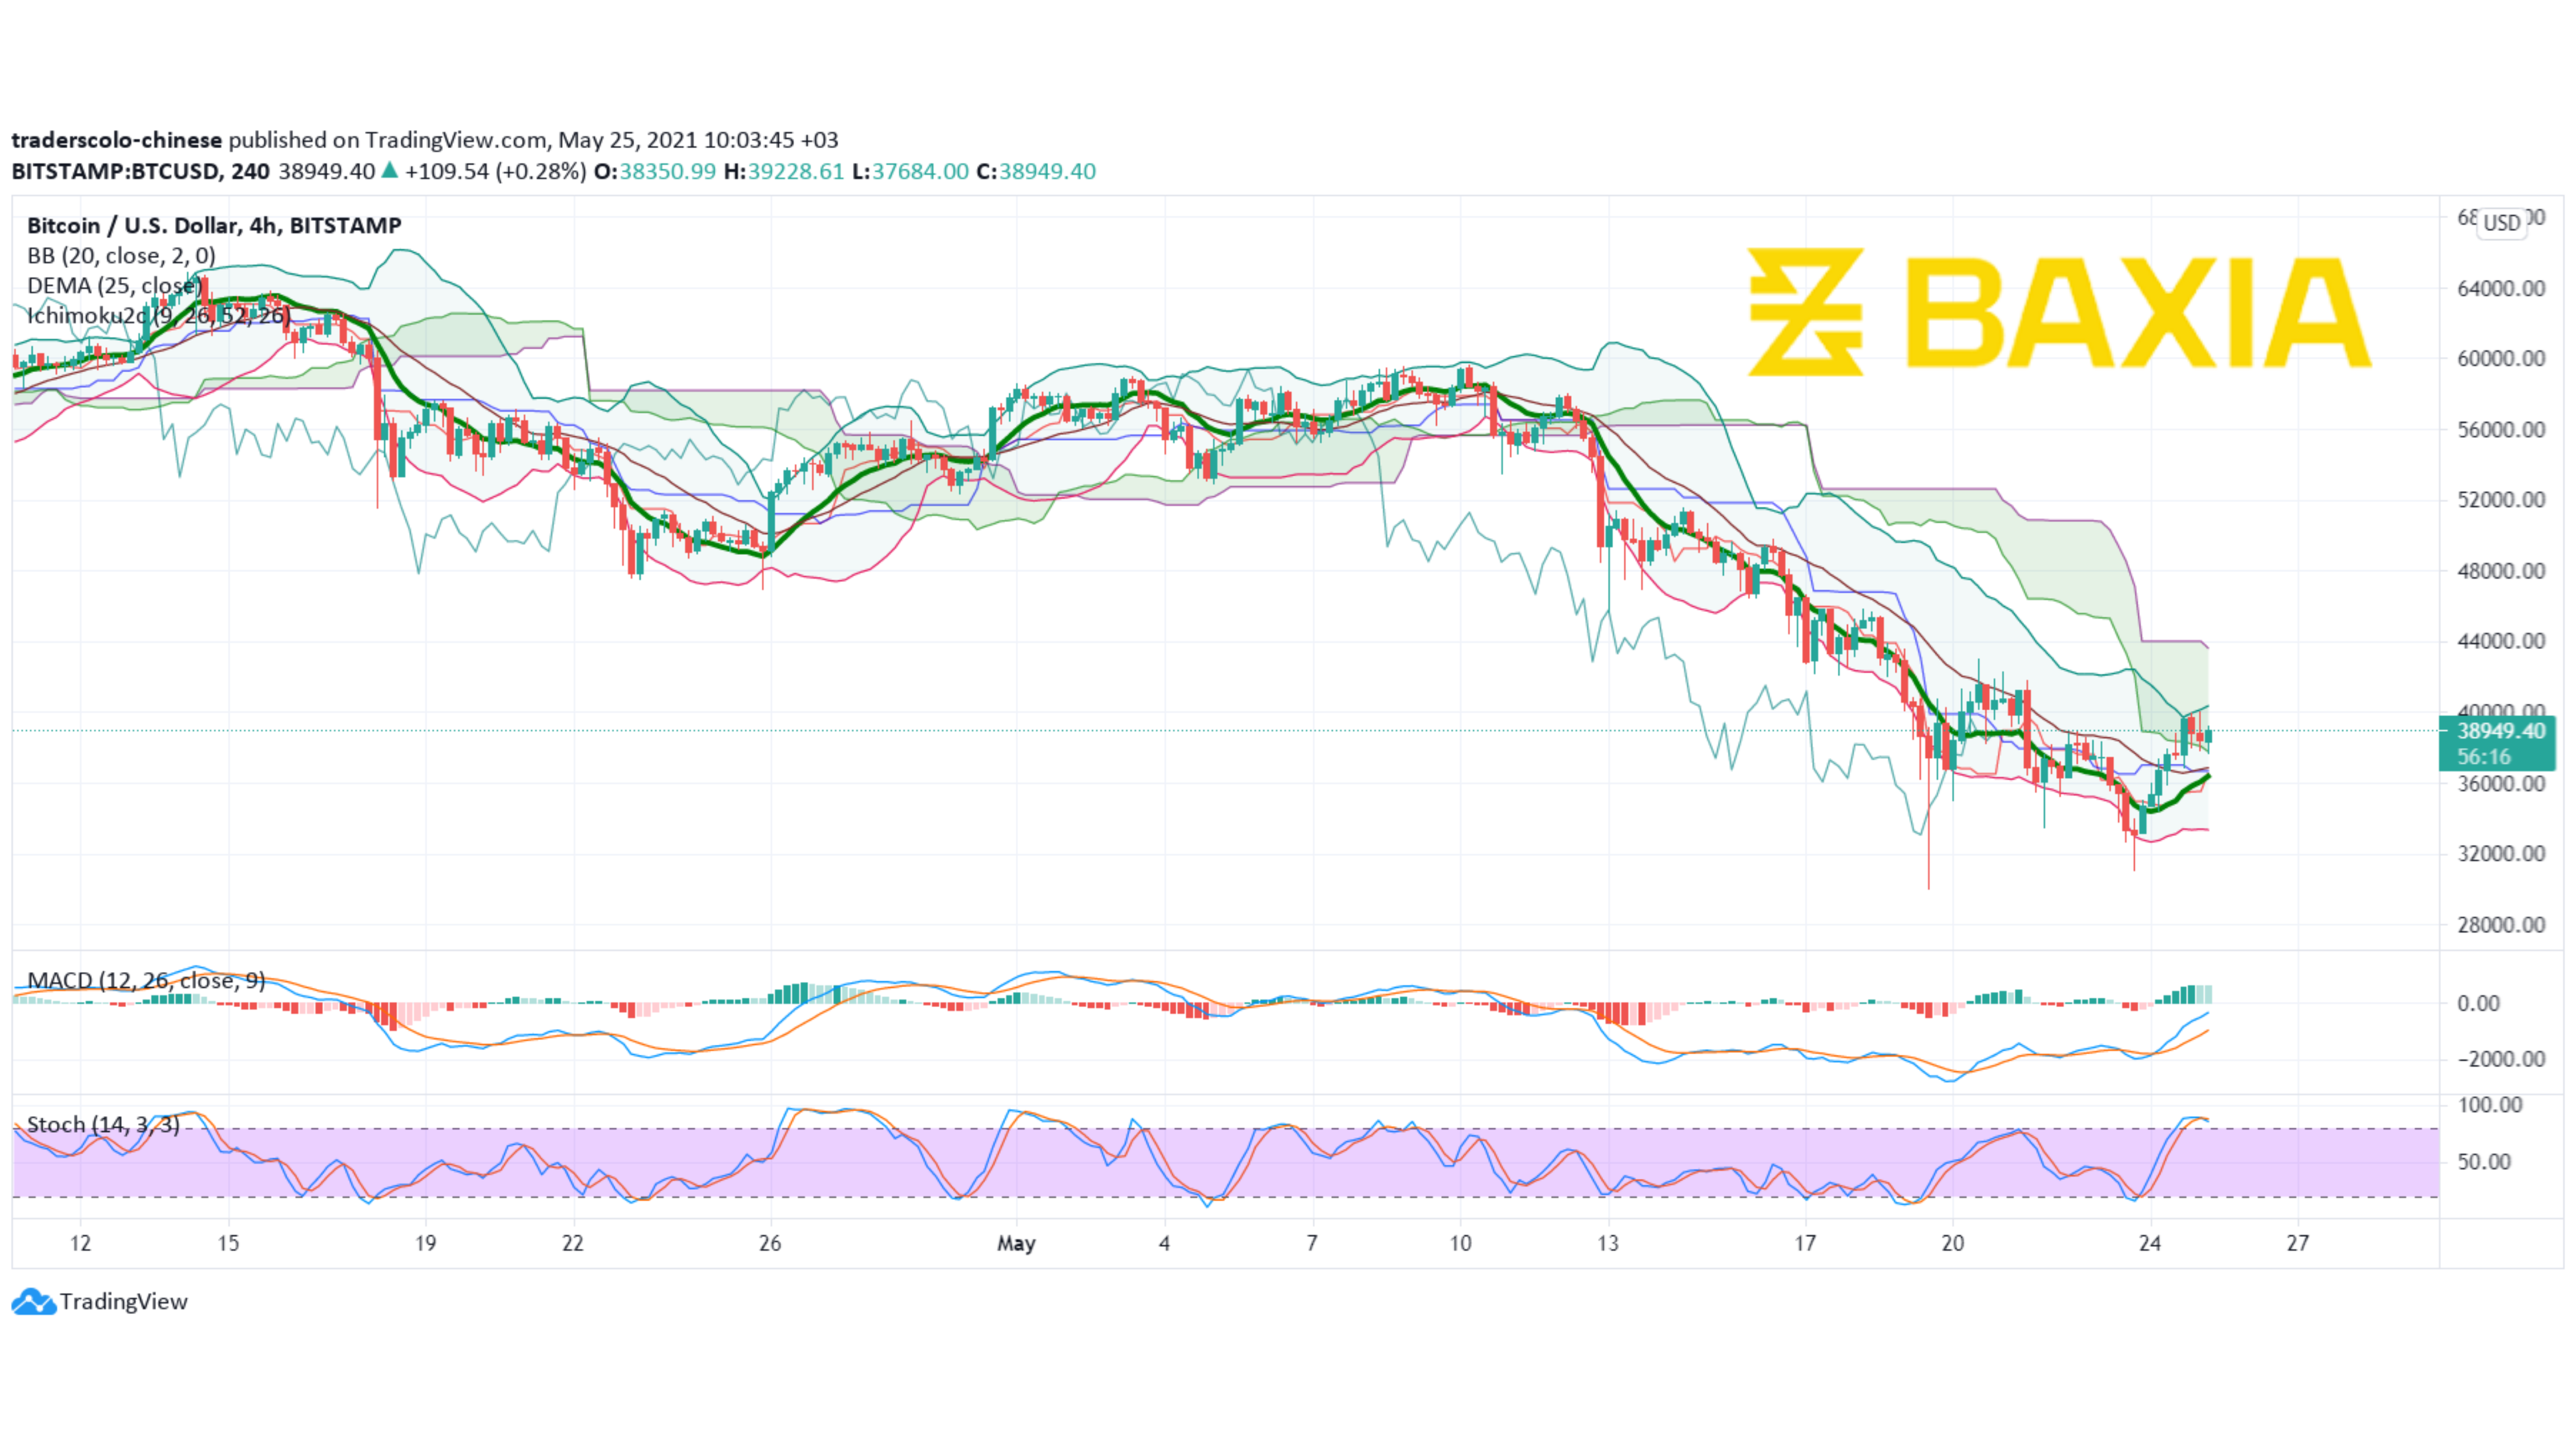 traderscolo-chinese published on TradingView.com, May 25, 2021 10:03:45 +03
BITSTAMP:BTCUSD, 240 38949.40 ▲ +109.54 (+0.28%) O:38350.99 H:39228.61 L:37684.00 C:38949.40
Bitcoin / U.S. Dollar, 4h, BITSTAMP
BB (20, close, 2, 0)
DEMA (25, close)
Ichimoku2c (9, 26, 52, 26)
BAXIA
USD
64000.00
60000.00
56000.00
52000.00
48000.00
44000.00
40000.00
38949.40
56:16
36000.00
32000.00
28000.00
MACD (12, 26, close, 9)
0.00
−2000.00
Stoch (14, 3, 3)
100.00
50.00
12 15 19 22 26 May 4 7 10 13 17 20 24 27
TradingView